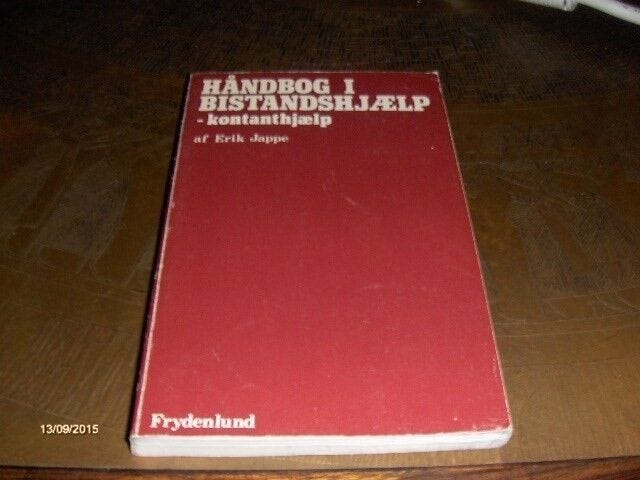 HÅNDBOG I
BISTANDSHJÆLP
- kontanthjælp
af Erik Jappe
Frydenlund
13/09/2015